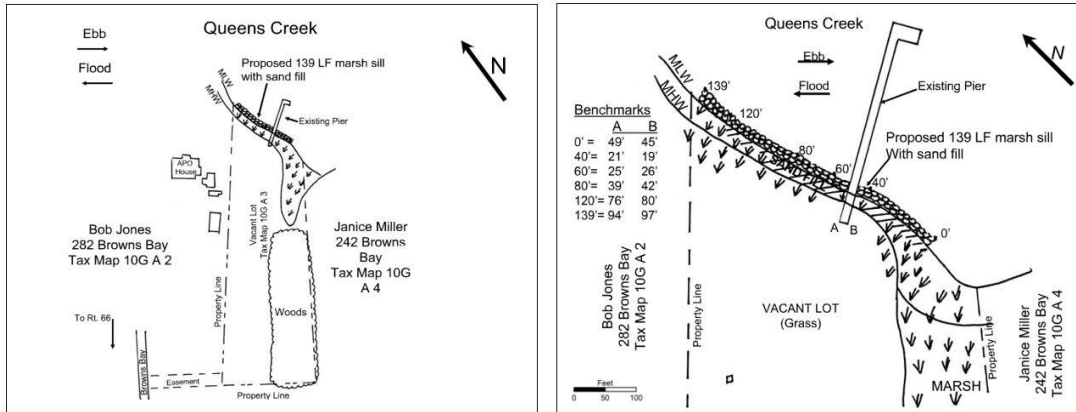 Queens Creek
Ebb
Flood
N
Proposed 139 LF marsh sill
with sand fill
MLW
MHW
Existing Pier
APO
House
Vacant Lot
Tax Map 10G A 3
Bob Jones
282 Browns Bay
Tax Map 10G A 2
Janice Miller
242 Browns
Bay
Tax Map 10G
A 4
Property Line
Woods
To Rt. 66
Browns Bay
Easement
Property Line
Queens Creek
Ebb
Flood
N
MLW
MHW
139'
120'
80'
60'
40'
0'
Existing Pier
Proposed 139 LF marsh sill
With sand fill
Benchmarks
A B
0' = 49' 45'
40'= 21' 19'
60'= 25' 26'
80'= 39' 42'
120'= 76' 80'
139'= 94' 97'
A B
Bob Jones
282 Browns Bay
Tax Map 10G A 2
Property Line
VACANT LOT
(Grass)
Property Line
Janice Miller
242 Browns Bay
Tax Map 10G A 4
MARSH
Feet
0 50 100